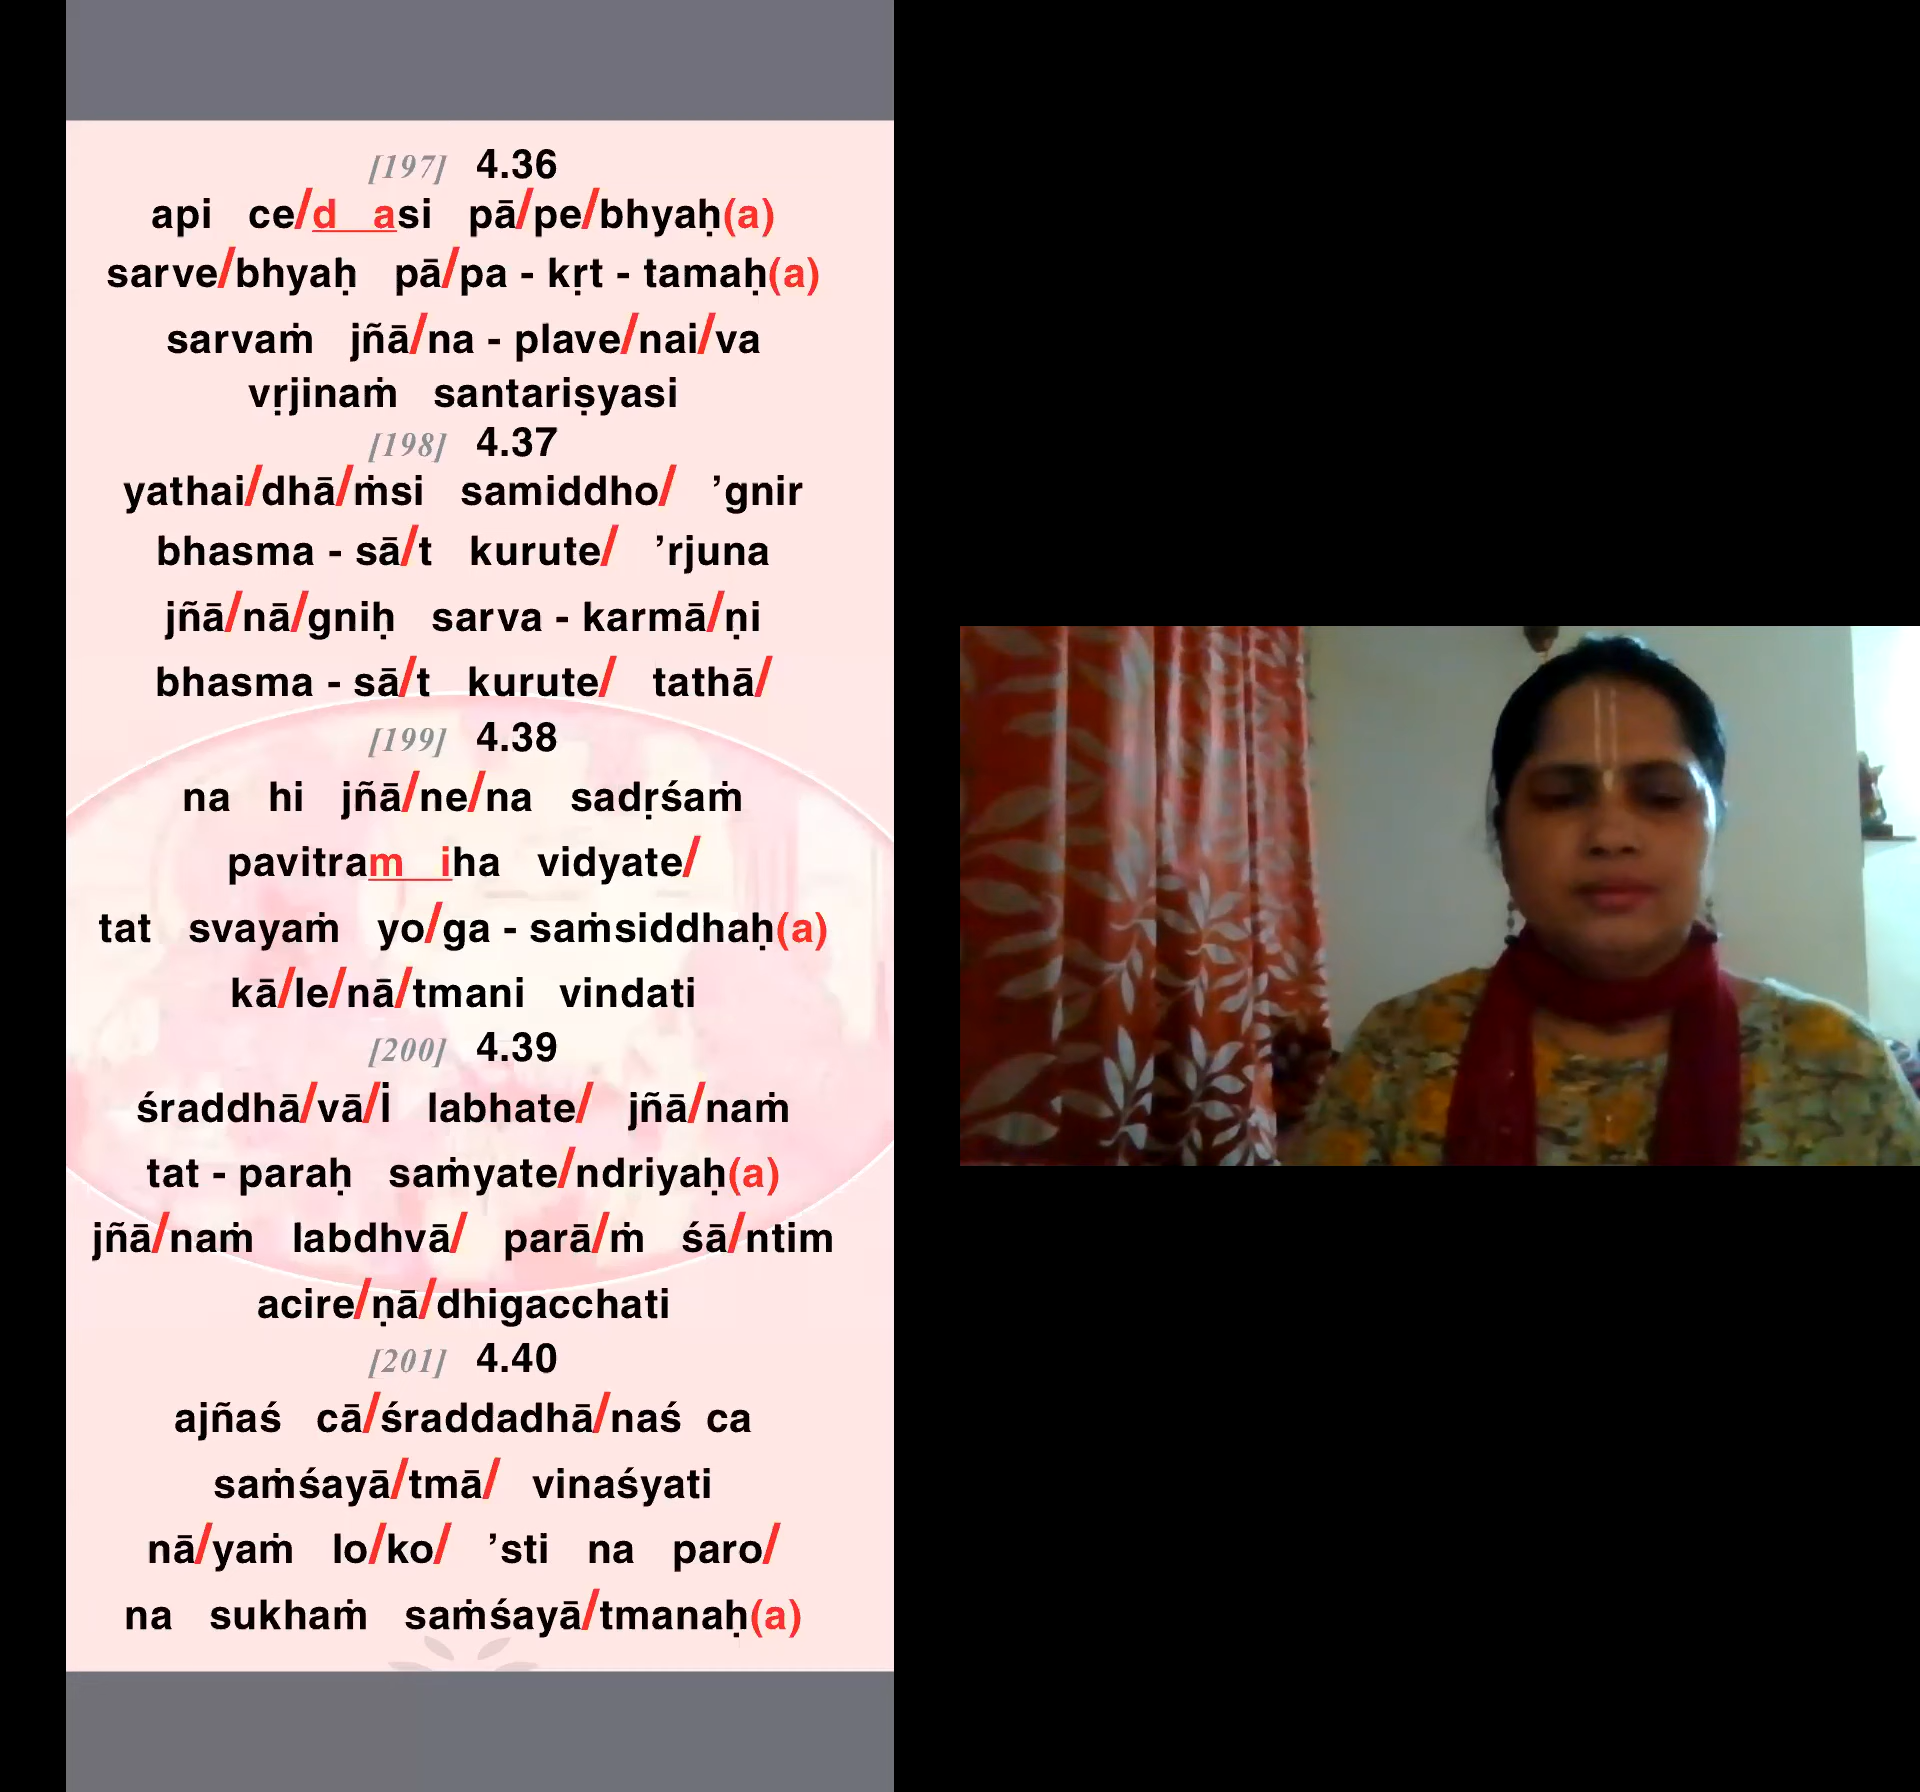 [197] 4.36
api ce/d asi pā/pe/bhyaḥ(a)
sarve/bhyaḥ pā/pa - kṛt - tamaḥ(a)
sarvaṁ jñā/na - plave/nai/va
vṛjinaṁ santariṣyasi
[198] 4.37
yathai/dhā/ṁsi samiddho/ ’gnir
bhasma - sā/t kurute/ ’rjuna
jñā/nā/gniḥ sarva - karmā/ṇi
bhasma - sā/t kurute/ tathā/
[199] 4.38
na hi jñā/ne/na sadṛśaṁ
pavitram iha vidyate/
tat svayaṁ yo/ga - saṁsiddhaḥ(a)
kā/le/nā/tmani vindati
[200] 4.39
śraddhā/vā/l̇ labhate/ jñā/naṁ
tat - paraḥ saṁyate/ndriyaḥ(a)
jñā/naṁ labdhvā/ parā/ṁ śā/ntim
acire/ṇā/dhigacchati
[201] 4.40
ajñaś cā/śraddadhā/naś ca
saṁśayā/tmā/ vinaśyati
nā/yaṁ lo/ko/ ’sti na paro/
na sukhaṁ saṁśayā/tmanaḥ(a)